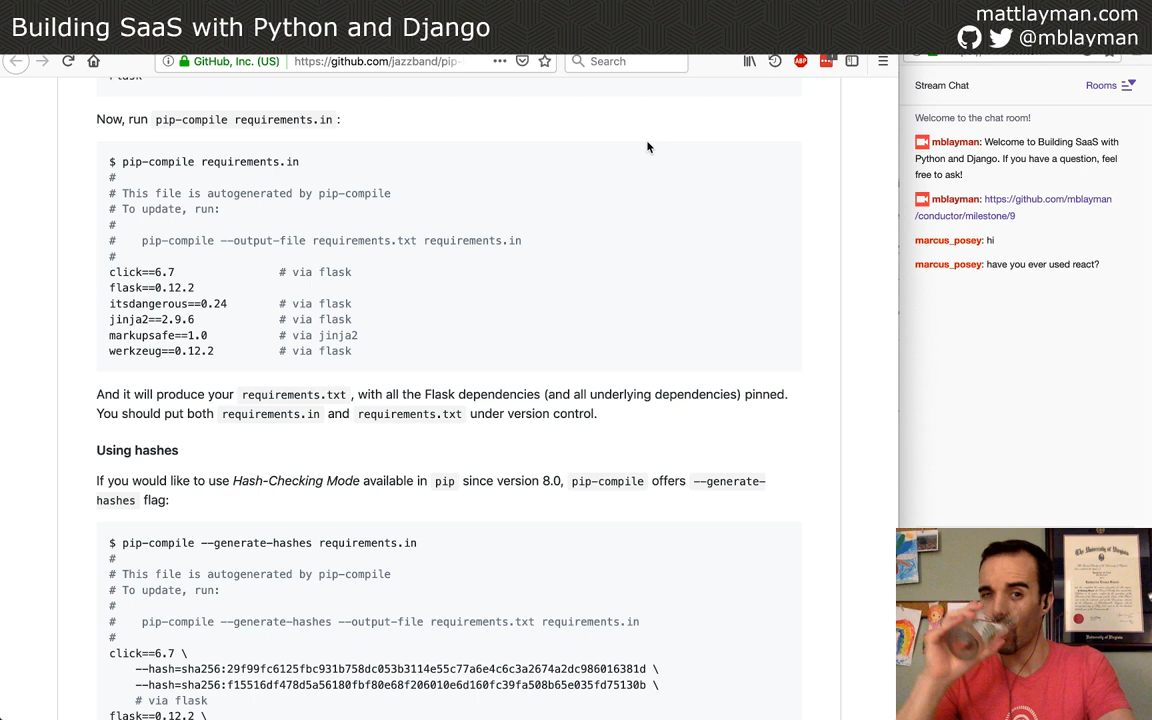 Building SaaS with Python and Django
mattlayman.com
@mblayman
GitHub, Inc. (US)
https://github.com/jazzband/pip-
Search
ABP
Now, run pip-compile requirements.in :
$ pip-compile requirements.in
#
# This file is autogenerated by pip-compile
# To update, run:
#
#    pip-compile --output-file requirements.txt requirements.in
#
click==6.7                # via flask
flask==0.12.2
itsdangerous==0.24        # via flask
jinja2==2.9.6             # via flask
markupsafe==1.0           # via jinja2
werkzeug==0.12.2          # via flask
And it will produce your requirements.txt , with all the Flask dependencies (and all underlying dependencies) pinned.
You should put both requirements.in and requirements.txt under version control.
Using hashes
If you would like to use Hash-Checking Mode available in pip since version 8.0, pip-compile offers --generate-
hashes flag:
$ pip-compile --generate-hashes requirements.in
#
# This file is autogenerated by pip-compile
# To update, run:
#
#    pip-compile --generate-hashes --output-file requirements.txt requirements.in
#
click==6.7 \
    --hash=sha256:29f99fc6125fbc931b758dc053b3114e55c77a6e4c6c3a2674a2dc986016381d \
    --hash=sha256:f15516df478d5a56180fbf80e68f206010e6d160fc39fa508b65e035fd75130b \
    # via flask
flask==0.12.2 \
Stream Chat
Rooms
Welcome to the chat room!
mblayman: Welcome to Building SaaS with
Python and Django. If you have a question, feel
free to ask!
mblayman: https://github.com/mblayman
/conductor/milestone/9
marcus_posey: hi
marcus_posey: have you ever used react?
The University of Virginia